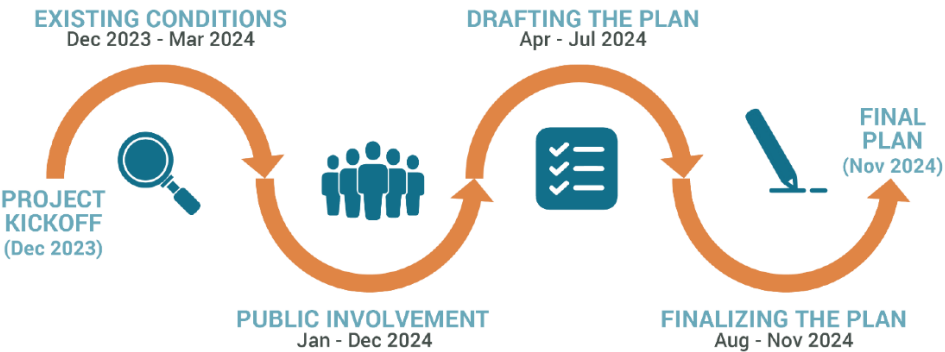 EXISTING CONDITIONS
Dec 2023 - Mar 2024
DRAFTING THE PLAN
Apr - Jul 2024
FINAL
PLAN
(Nov 2024)
PROJECT
KICKOFF
(Dec 2023)
PUBLIC INVOLVEMENT
Jan - Dec 2024
FINALIZING THE PLAN
Aug - Nov 2024